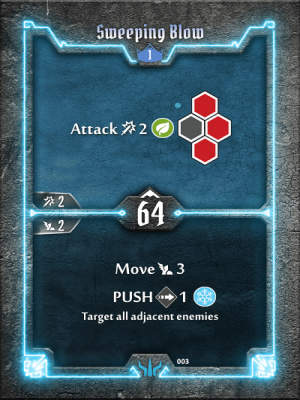 Sweeping Blow
1
Attack 2
2
64
2
Move 3
PUSH 1
Target all adjacent enemies
003